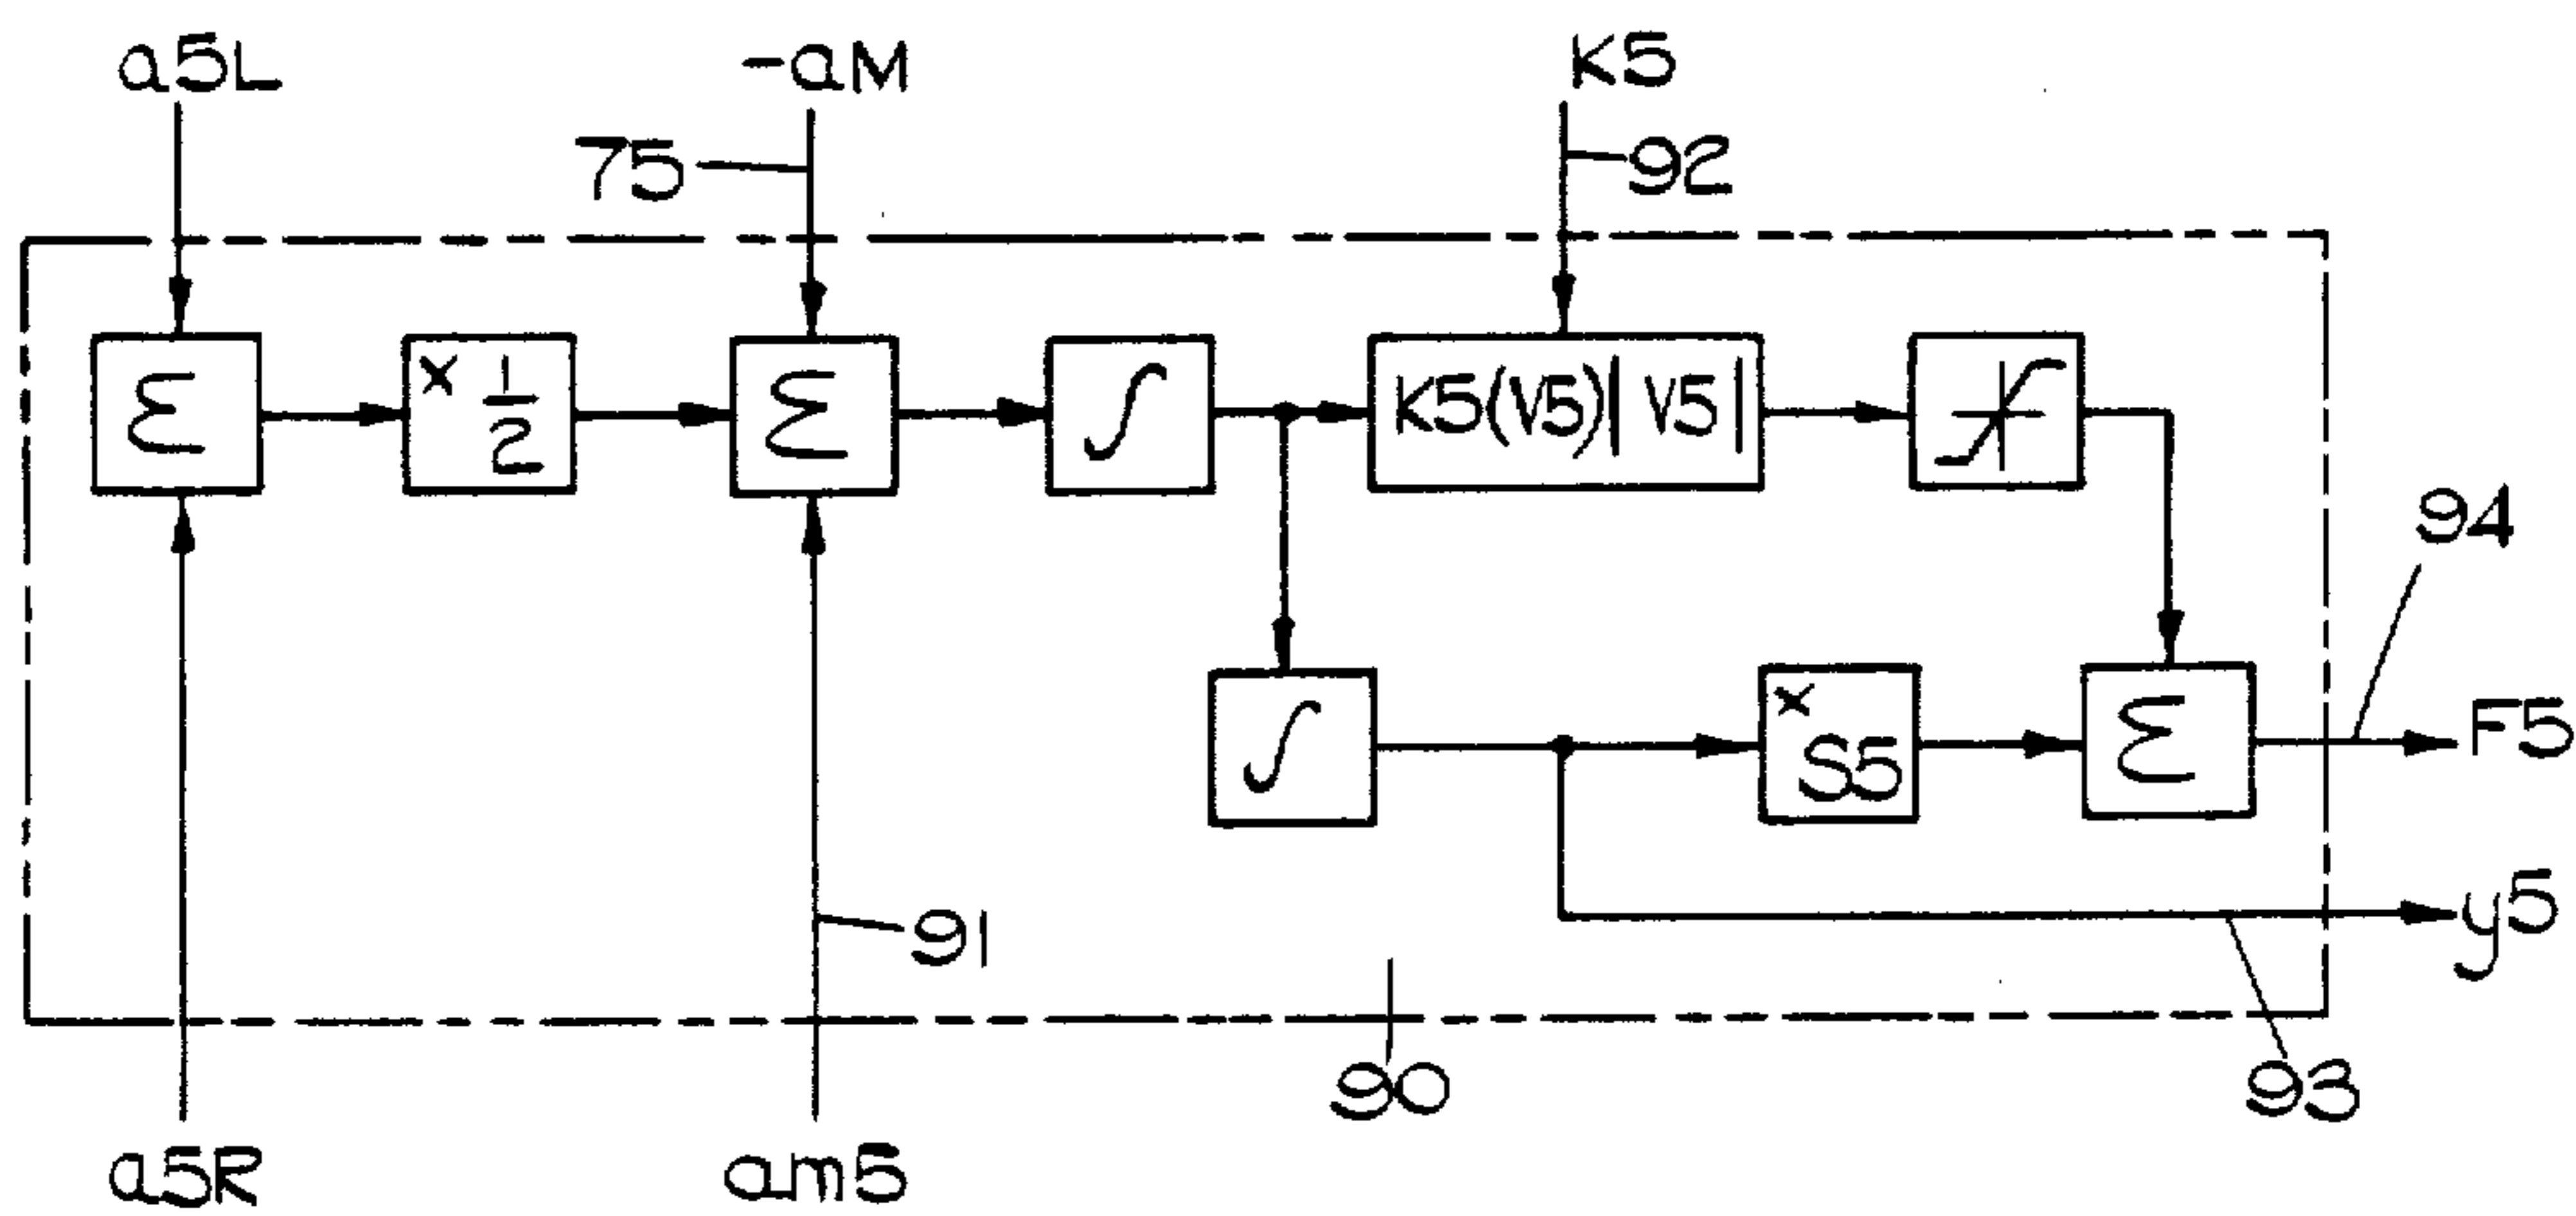 a5L
-aM
K5
75
92
Σ
× 1/2
Σ
∫
K5(V5)| V5 |
94
∫
× S5
Σ
F5
91
y5
90
93
a5R
am5